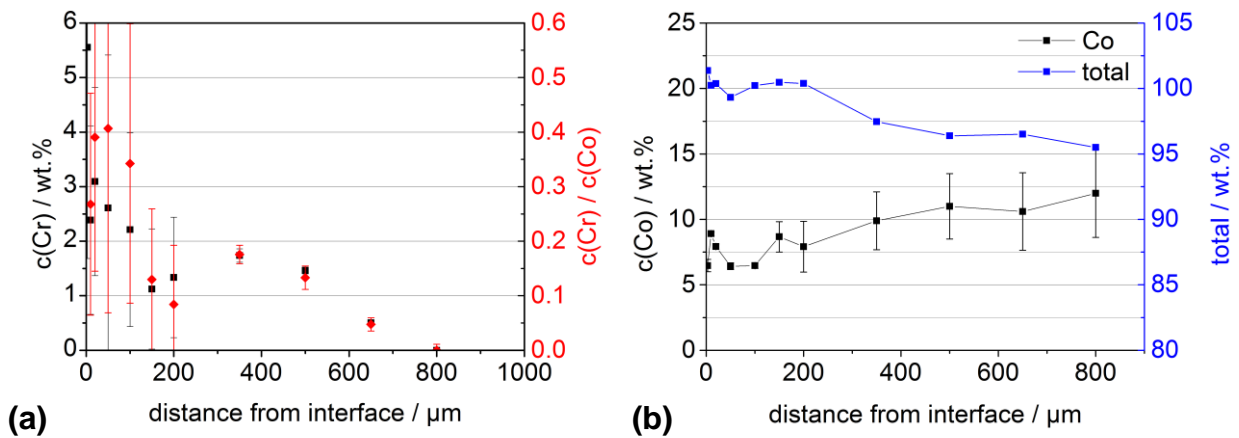 6
5
4
3
2
1
0
c(Cr) / wt.%
0.6
0.5
0.4
0.3
0.2
0.1
0.0
c(Cr) / c(Co)
0 200 400 600 800 1000
distance from interface / µm
(a)
25
20
15
10
5
0
c(Co) / wt.%
Co
total
105
100
95
90
85
80
total / wt.%
0 200 400 600 800
distance from interface / µm
(b)